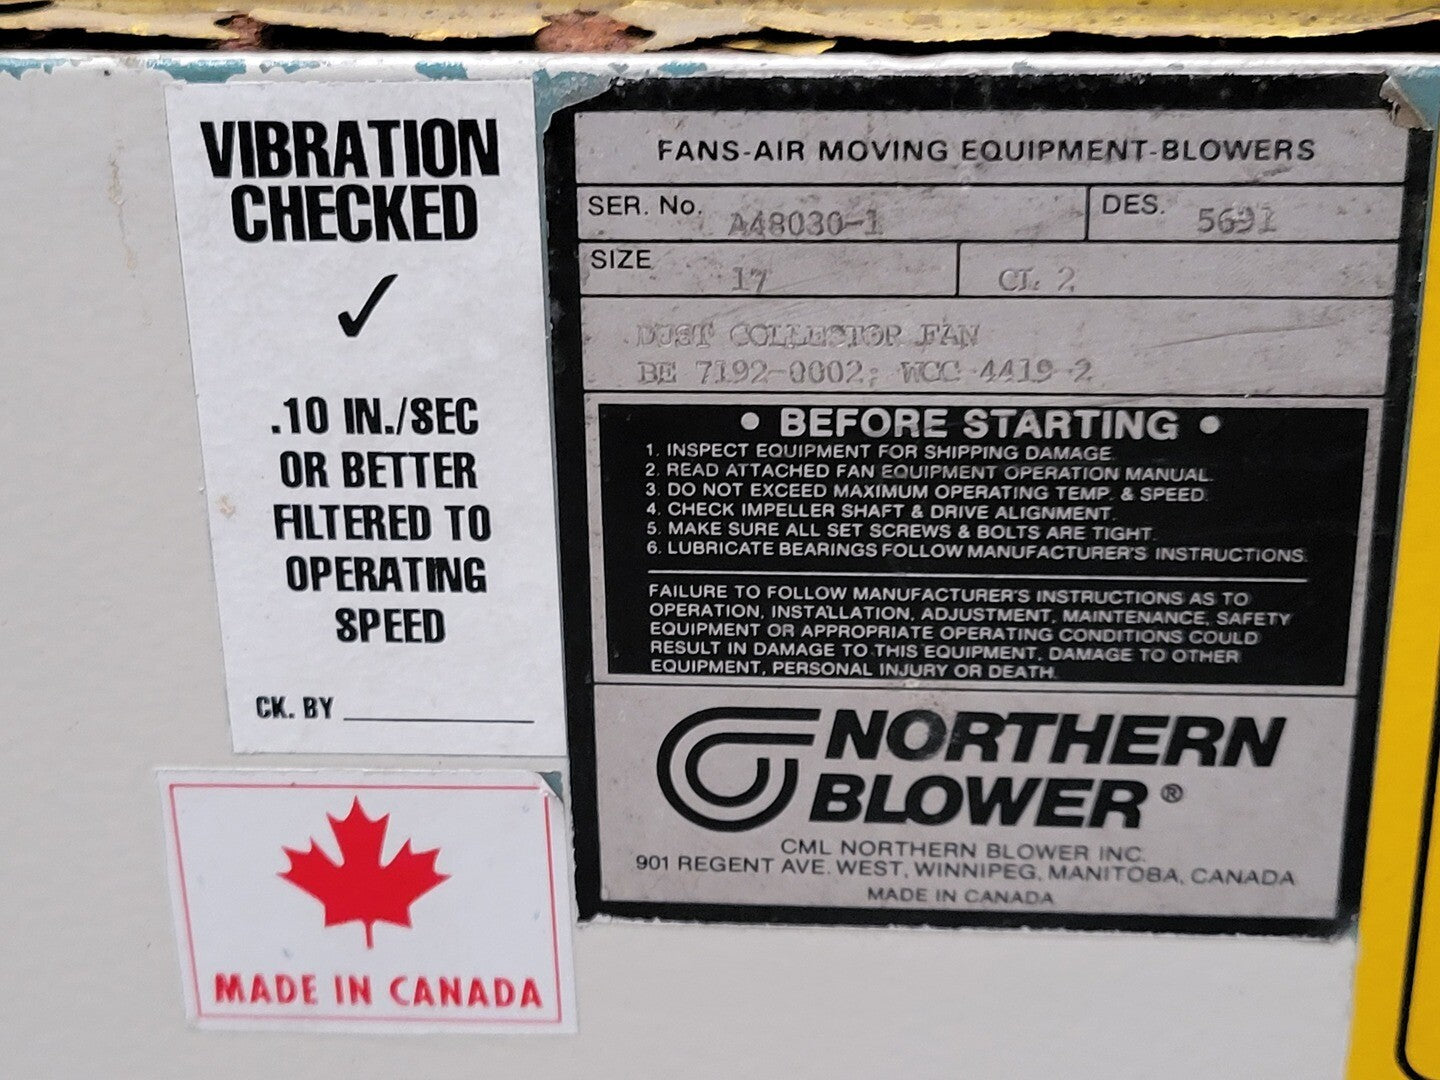 VIBRATION
CHECKED
✓
.10 IN./SEC
OR BETTER
FILTERED TO
OPERATING
SPEED
CK. BY
MADE IN CANADA
FANS-AIR MOVING EQUIPMENT-BLOWERS
SER. No. A48030-1 DES. 5691
SIZE 17 CL 2
DUST COLLECTOR FAN
BE 7192-0002; WCC 4419-2
• BEFORE STARTING •
1. INSPECT EQUIPMENT FOR SHIPPING DAMAGE.
2. READ ATTACHED FAN EQUIPMENT OPERATION MANUAL.
3. DO NOT EXCEED MAXIMUM OPERATING TEMP. & SPEED.
4. CHECK IMPELLER SHAFT & DRIVE ALIGNMENT.
5. MAKE SURE ALL SET SCREWS & BOLTS ARE TIGHT.
6. LUBRICATE BEARINGS FOLLOW MANUFACTURER'S INSTRUCTIONS.
FAILURE TO FOLLOW MANUFACTURER'S INSTRUCTIONS AS TO
OPERATION, INSTALLATION, ADJUSTMENT, MAINTENANCE, SAFETY
EQUIPMENT OR APPROPRIATE OPERATING CONDITIONS COULD
RESULT IN DAMAGE TO THIS EQUIPMENT, DAMAGE TO OTHER
EQUIPMENT, PERSONAL INJURY OR DEATH.
NORTHERN
BLOWER®
CML NORTHERN BLOWER INC.
901 REGENT AVE. WEST, WINNIPEG, MANITOBA, CANADA
MADE IN CANADA